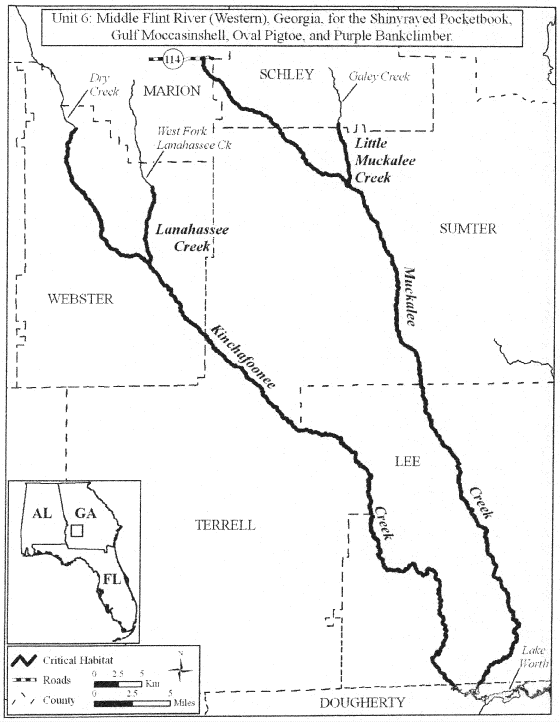 Unit 6: Middle Flint River (Western), Georgia, for the Shinyrayed Pocketbook,
Gulf Moccasinshell, Oval Pigtoe, and Purple Bankclimber.
114
SCHLEY
Galey Creek
Dry
Creek
MARION
West Fork
Lanahassee Ck
Little
Muckalee
Creek
Lanahassee
Creek
SUMTER
WEBSTER
Muckalee
Kinchafoonee
LEE
Creek
Creek
TERRELL
AL
GA
FL
Critical Habitat
Roads
County
0 2.5 5
Km
0 2.5 5
Miles
N
Lake
Worth
DOUGHERTY